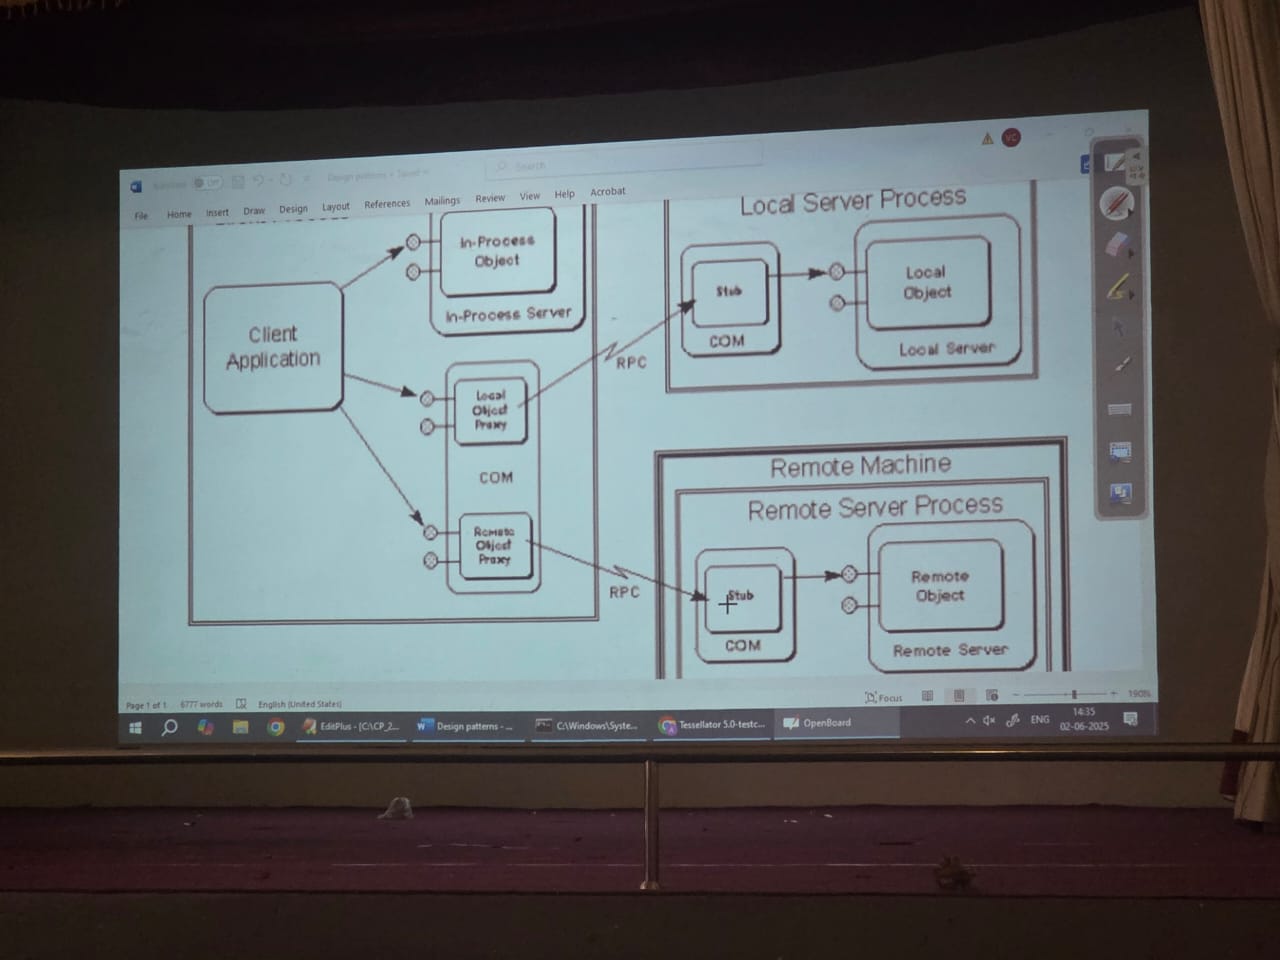 Off
Design patterns • Saved
Search
VC
File Home Insert Draw Design Layout References Mailings Review View Help Acrobat
In-Process
Object
In-Process Server
Client
Application
Local
Object
Proxy
COM
Remote
Object
Proxy
RPC
RPC
Local Server Process
Stub
COM
Local
Object
Local Server
Remote Machine
Remote Server Process
Stub
COM
Remote
Object
Remote Server
Page 1 of 1 6777 words English (United States)
Focus
190%
EditPlus - [C:\CP_2...
Design patterns - ...
C:\Windows\Syste...
Tessellator 5.0-testc...
OpenBoard
ENG
14:35
02-06-2025